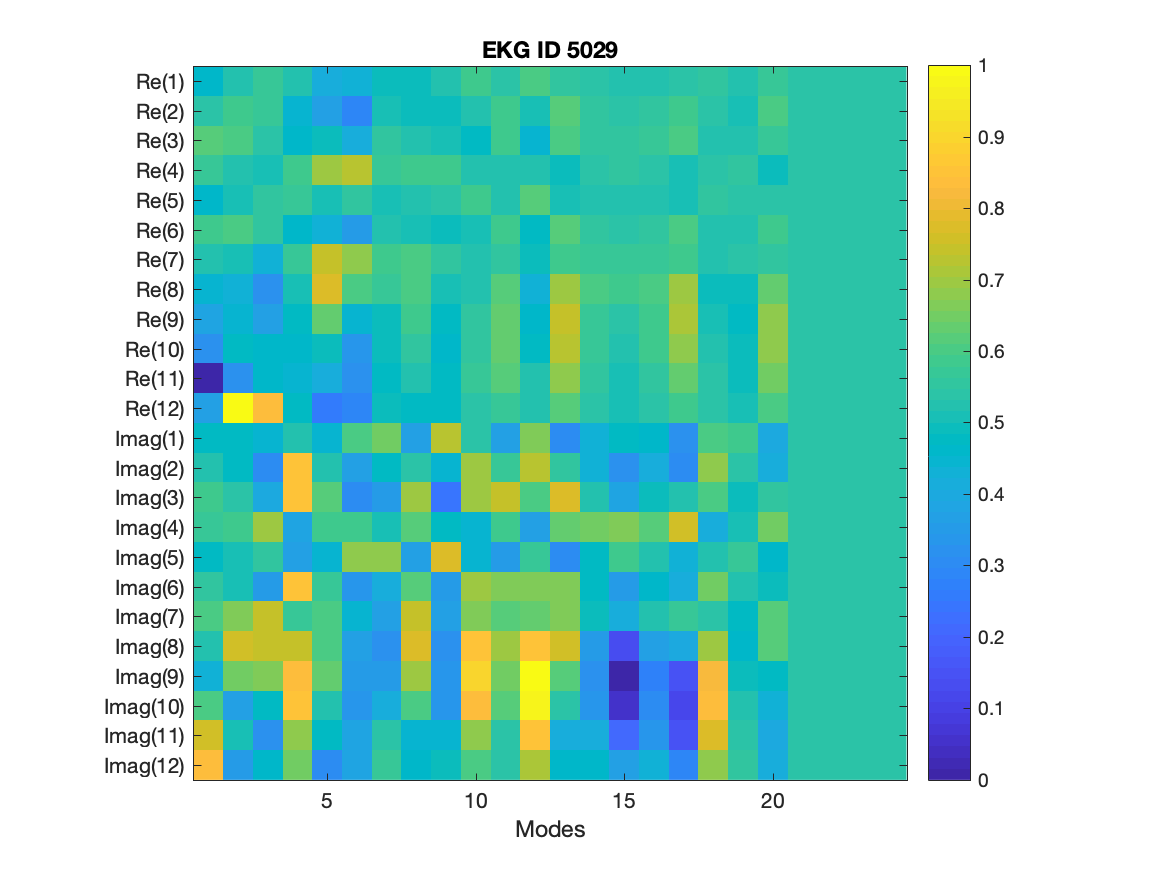 EKG ID 5029
Re(1)
Re(2)
Re(3)
Re(4)
Re(5)
Re(6)
Re(7)
Re(8)
Re(9)
Re(10)
Re(11)
Re(12)
Imag(1)
Imag(2)
Imag(3)
Imag(4)
Imag(5)
Imag(6)
Imag(7)
Imag(8)
Imag(9)
Imag(10)
Imag(11)
Imag(12)
5 10 15 20
Modes
1
0.9
0.8
0.7
0.6
0.5
0.4
0.3
0.2
0.1
0